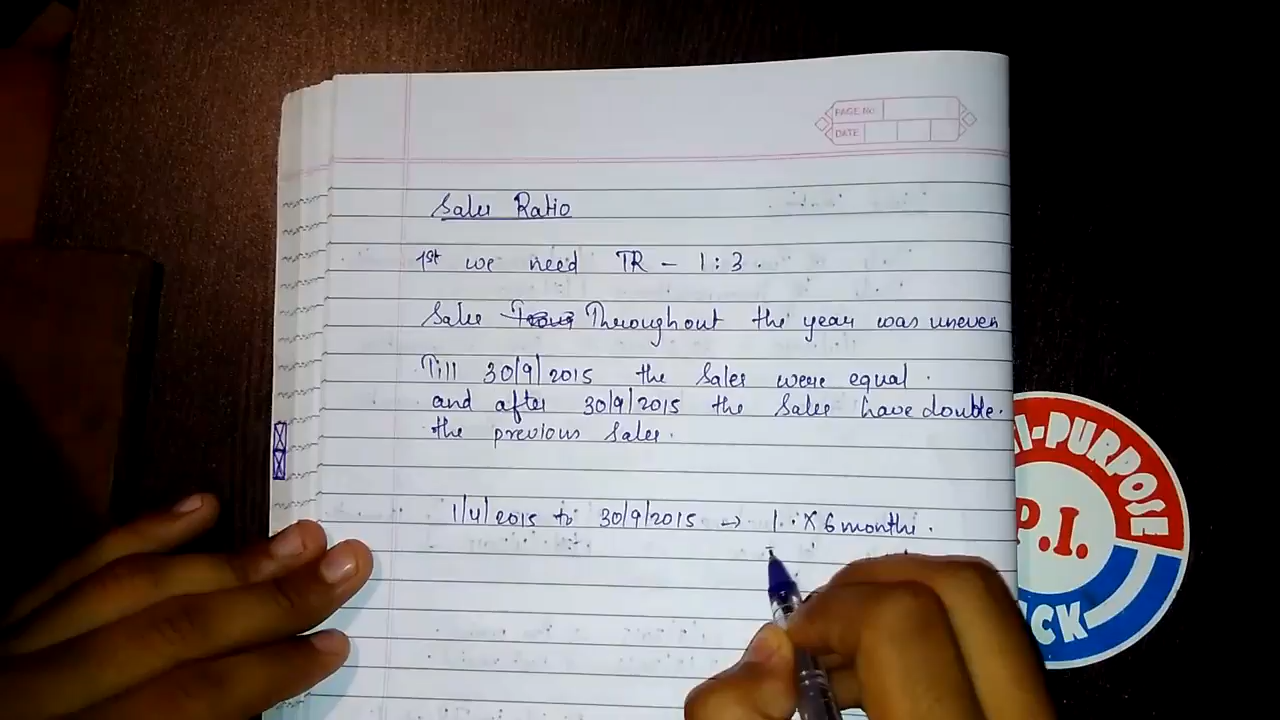 PAGE No
DATE
Sales Ratio
1st we need TR - 1:3.
Sales Throughout the year was uneven
Till 30/9/2015 the Sales were equal.
and after 30/9/2015 the Sales have double.
the previous Sales.
1/4/2015 to 30/9/2015 → 1 . × 6 months.
I-PURPOSE
P.I.
CK